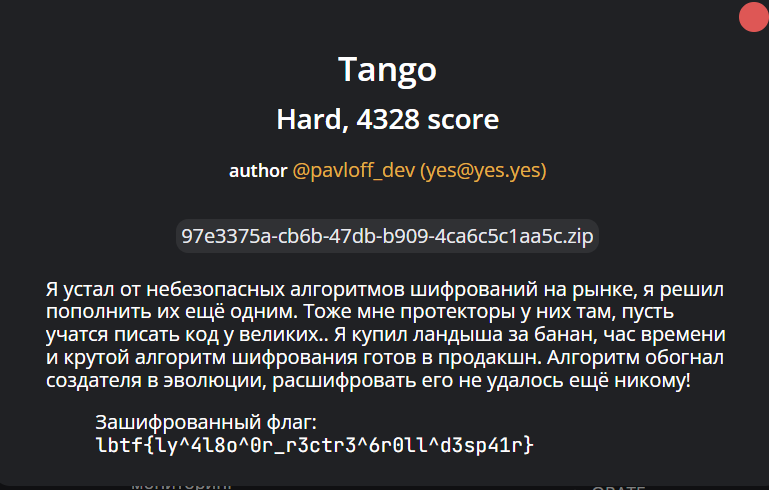 Tango
Hard, 4328 score
author @pavloff_dev (yes@yes.yes)
97e3375a-cb6b-47db-b909-4ca6c5c1aa5c.zip
Я устал от небезопасных алгоритмов шифрований на рынке, я решил
пополнить их ещё одним. Тоже мне протекторы у них там, пусть
учатся писать код у великих.. Я купил ландыша за банан, час времени
и крутой алгоритм шифрования готов в продакшн. Алгоритм обогнал
создателя в эволюции, расшифровать его не удалось ещё никому!
Зашифрованный флаг:
lbtf{ly^4l8o^0r_r3ctr3^6r0ll^d3sp41r}